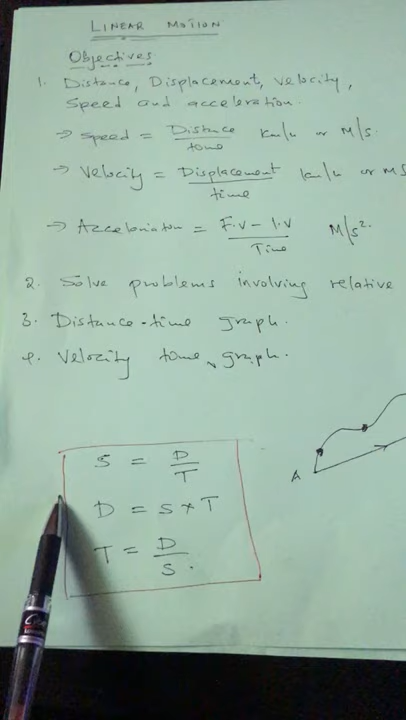 LINEAR MOTION
Objectives
1. Distance, Displacement, Velocity,
Speed and acceleration.
→ Speed = Distance / time km/h or M/s.
→ Velocity = Displacement / time km/h or MS
→ Acceleration = F.V - I.V / Time M/s².
2. Solve problems involving relative
3. Distance-time graph.
4. Velocity time graph.
A
S = D / T
D = S * T
T = D / S.